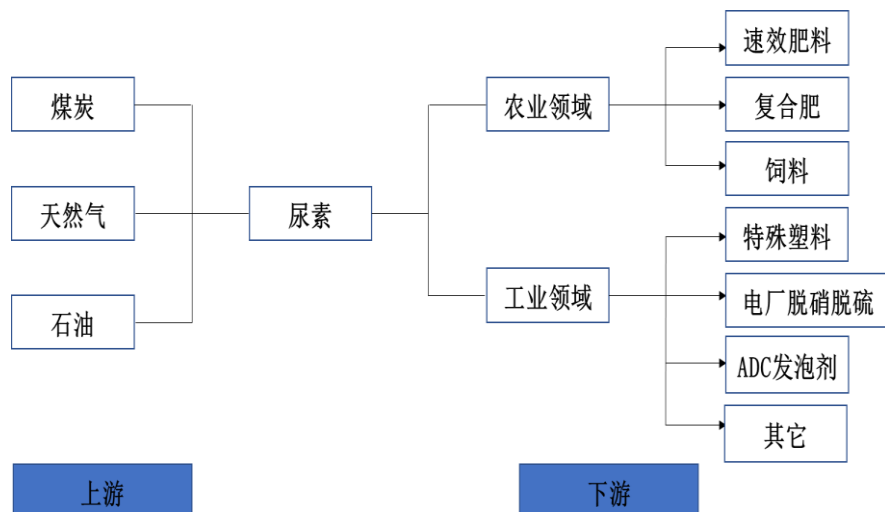 速效肥料
煤炭
农业领域
复合肥
饲料
天然气
尿素
特殊塑料
石油
工业领域
电厂脱硝脱硫
ADC发泡剂
其它
上游
下游